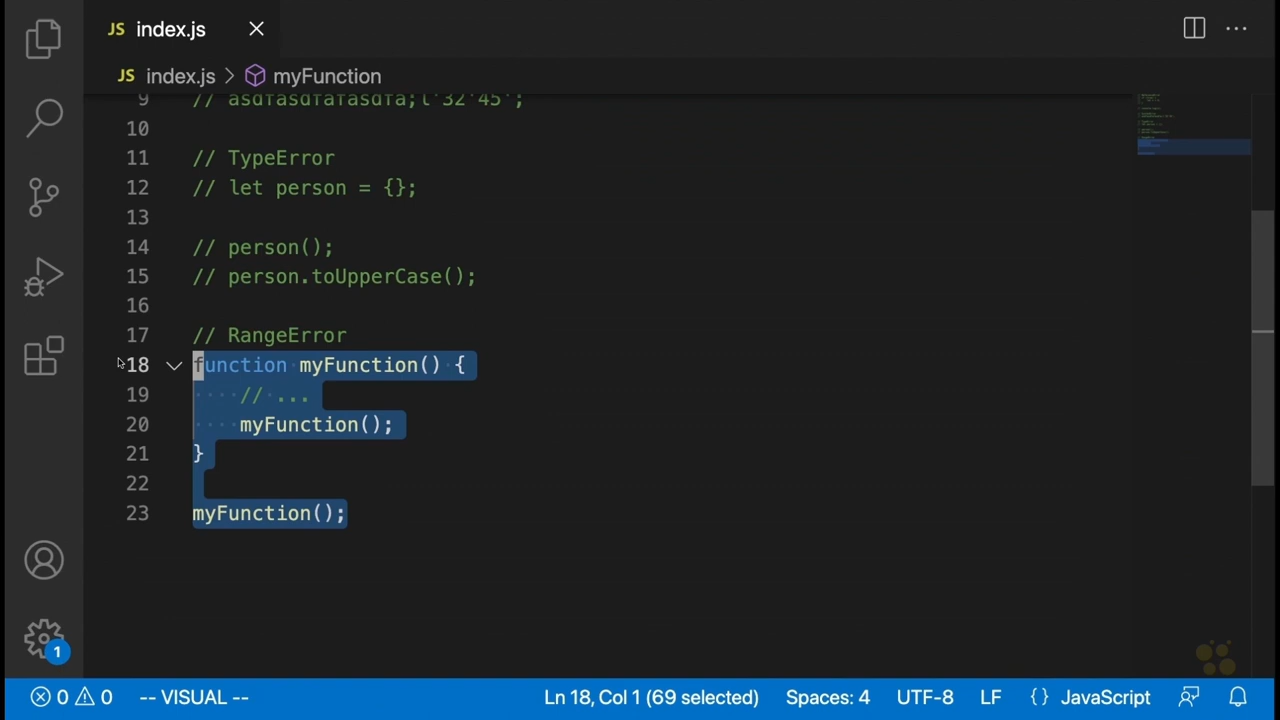 JS index.js
JS index.js > myFunction
9 // asdfasdfafasdfa;l'32'45';
10
11 // TypeError
12 // let person = {};
13
14 // person();
15 // person.toUpperCase();
16
17 // RangeError
18 function myFunction() {
19 // ...
20 myFunction();
21 }
22
23 myFunction();
1
0 0 -- VISUAL -- Ln 18, Col 1 (69 selected) Spaces: 4 UTF-8 LF {} JavaScript